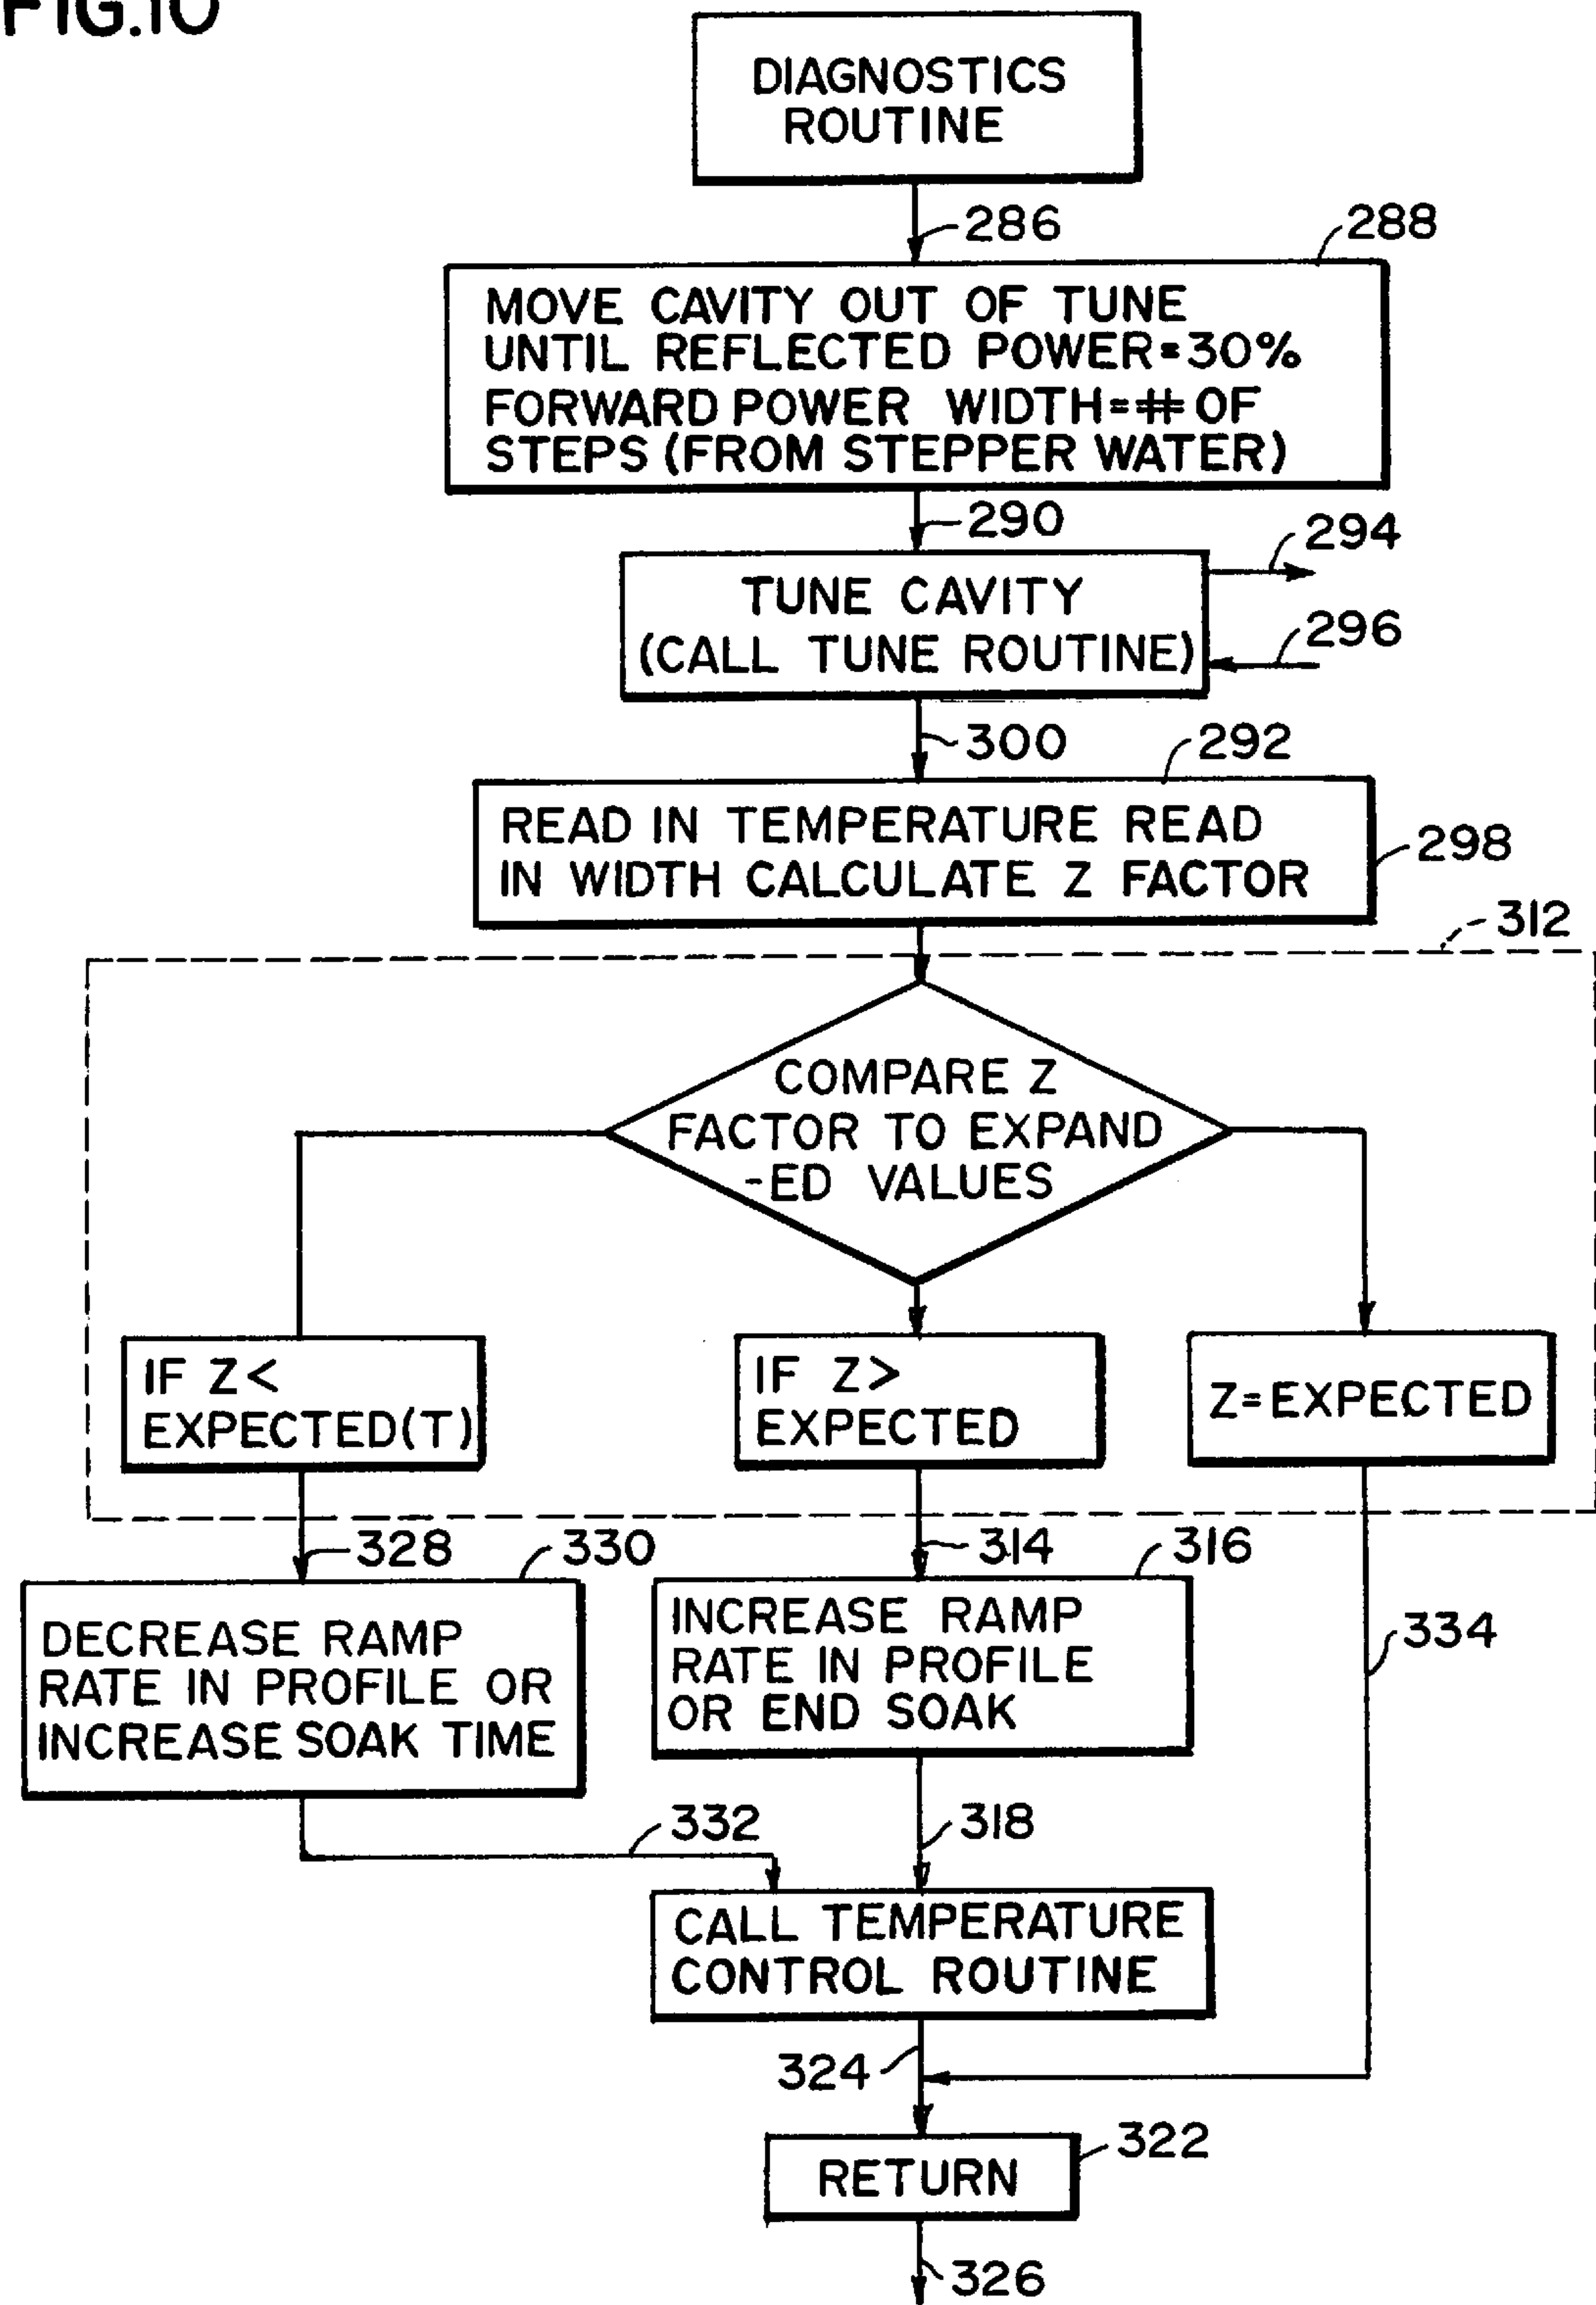 FIG.10
DIAGNOSTICS
ROUTINE
286
288
MOVE CAVITY OUT OF TUNE
UNTIL REFLECTED POWER=30%
FORWARD POWER WIDTH=# OF
STEPS (FROM STEPPER WATER)
290
294
TUNE CAVITY
(CALL TUNE ROUTINE)
296
300
292
READ IN TEMPERATURE READ
IN WIDTH CALCULATE Z FACTOR
298
312
COMPARE Z
FACTOR TO EXPAND
-ED VALUES
IF Z<
EXPECTED(T)
IF Z>
EXPECTED
Z=EXPECTED
328
330
314
316
DECREASE RAMP
RATE IN PROFILE OR
INCREASE SOAK TIME
INCREASE RAMP
RATE IN PROFILE
OR END SOAK
334
332
318
CALL TEMPERATURE
CONTROL ROUTINE
324
322
RETURN
326